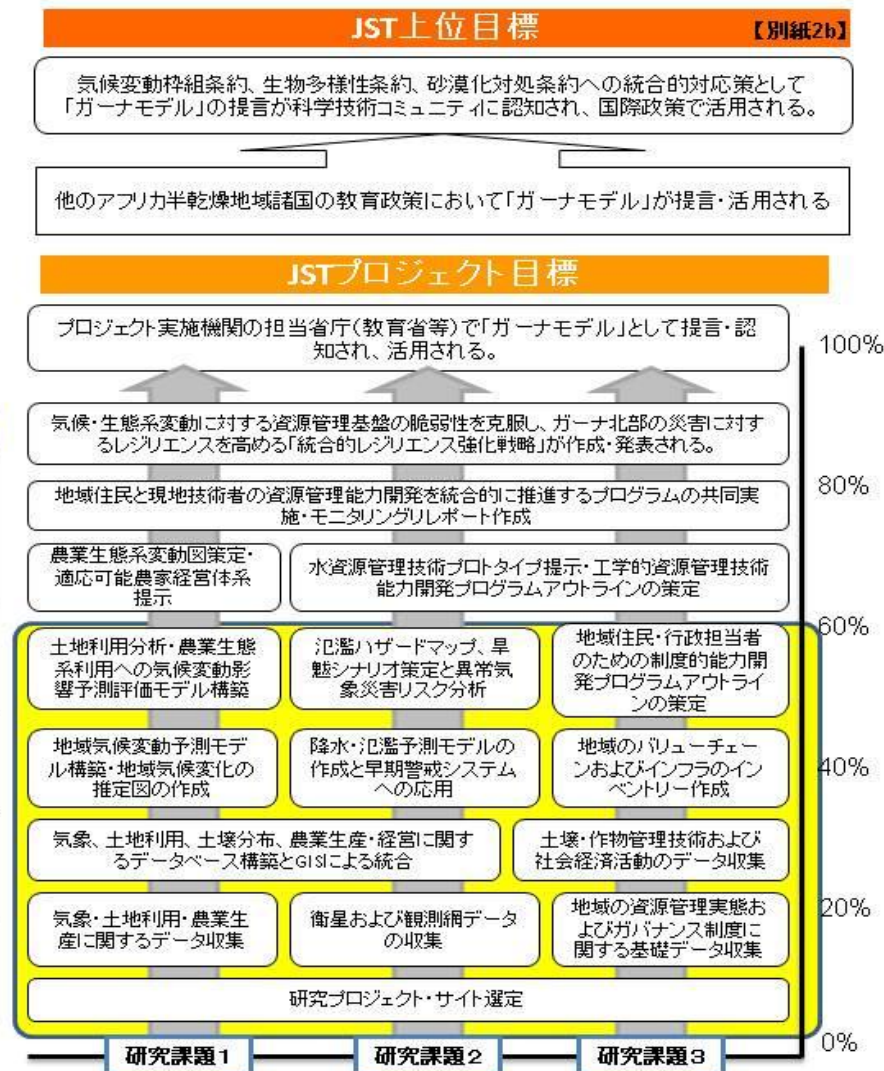 JST上位目標
【別紙2b】
気候変動枠組条約、生物多様性条約、砂漠化対処条約への統合的対応策として
「ガーナモデル」の提言が科学技術コミュニティに認知され、国際政策で活用される。
他のアフリカ半乾燥地域諸国の教育政策において「ガーナモデル」が提言・活用される
JSTプロジェクト目標
プロジェクト実施機関の担当省庁(教育省等)で「ガーナモデル」として提言・認
知され、活用される。
100%
気候・生態系変動に対する資源管理基盤の脆弱性を克服し、ガーナ北部の災害に対す
るレジリエンスを高める「統合的レジリエンス強化戦略」が作成・発表される。
80%
地域住民と現地技術者の資源管理能力開発を統合的に推進するプログラムの共同実
施・モニタリングリレポート作成
農業生態系変動図策定・
適応可能農家経営体系
提示
水資源管理技術プロトタイプ提示・工学的資源管理技術
能力開発プログラムアウトラインの策定
60%
土地利用分析・農業生態
系利用への気候変動影
響予測評価モデル構築
氾濫ハザードマップ、旱
魃シナリオ策定と異常気
象災害リスク分析
地域住民・行政担当者
のための制度的能力開
発プログラムアウトライ
ンの策定
地域気候変動予測モデ
ル構築・地域気候変化の
推定図の作成
降水・氾濫予測モデルの
作成と早期警戒システム
への応用
地域のバリューチェー
ンおよびインフラのイン
ベントリー作成
40%
気象、土地利用、土壌分布、農業生産・経営に関す
るデータベース構築とGISによる統合
土壌・作物管理技術および
社会経済活動のデータ収集
20%
気象・土地利用・農業生
産に関するデータ収集
衛星および観測網データ
の収集
地域の資源管理実態お
よびガバナンス制度に
関する基礎データ収集
研究プロジェクト・サイト選定
0%
研究課題1
研究課題2
研究課題3